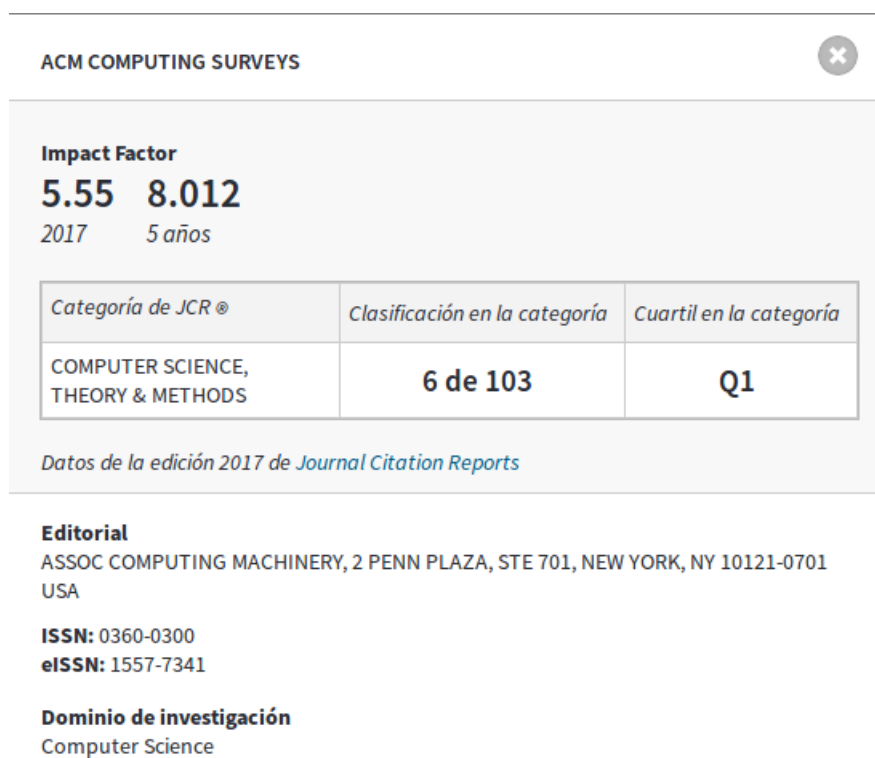 ACM COMPUTING SURVEYS
Impact Factor
5.55 8.012
2017 5 años
Categoría de JCR ® Clasificación en la categoría Cuartil en la categoría
COMPUTER SCIENCE,
THEORY & METHODS
6 de 103 Q1
Datos de la edición 2017 de Journal Citation Reports
Editorial
ASSOC COMPUTING MACHINERY, 2 PENN PLAZA, STE 701, NEW YORK, NY 10121-0701
USA
ISSN: 0360-0300
eISSN: 1557-7341
Dominio de investigación
Computer Science